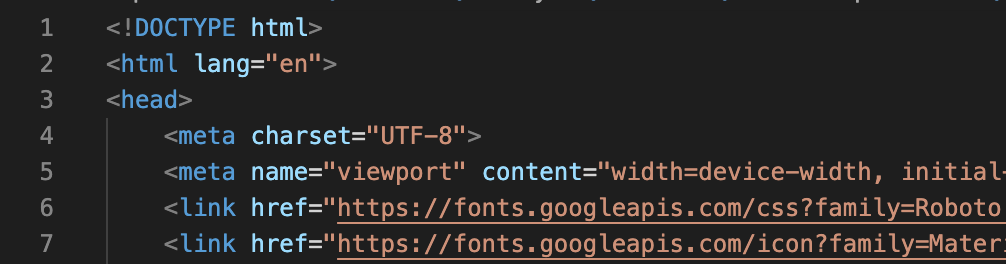 1 <!DOCTYPE html>
2 <html lang="en">
3 <head>
4 <meta charset="UTF-8">
5 <meta name="viewport" content="width=device-width, initial-
6 <link href="https://fonts.googleapis.com/css?family=Roboto
7 <link href="https://fonts.googleapis.com/icon?family=Mater